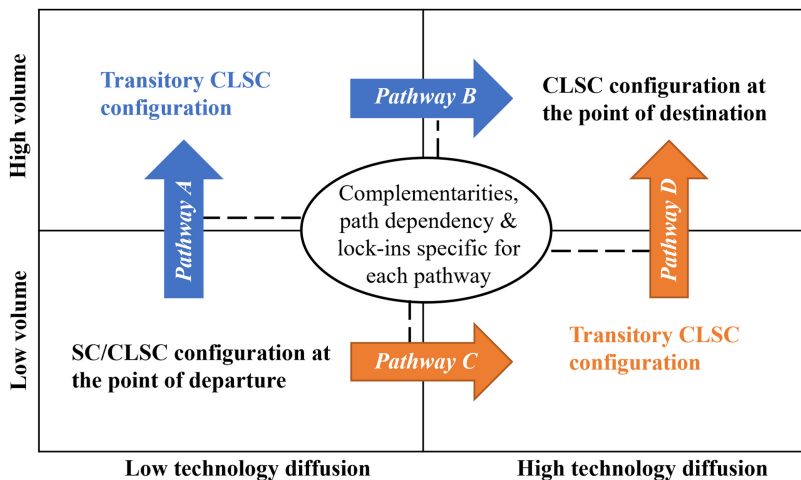 High volume
Low volume
Transitory CLSC
configuration
Pathway A
Pathway B
CLSC configuration at
the point of destination
Pathway D
Complementarities,
path dependency &
lock-ins specific for
each pathway
SC/CLSC configuration at
the point of departure
Pathway C
Transitory CLSC
configuration
Low technology diffusion
High technology diffusion